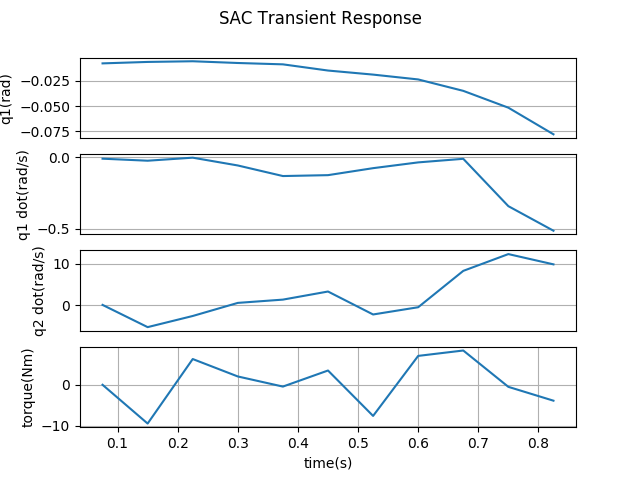 SAC Transient Response
q1(rad)
−0.025
−0.050
−0.075
q1 dot(rad/s)
0.0
−0.5
q2 dot(rad/s)
10
0
torque(Nm)
0
−10
0.1 0.2 0.3 0.4 0.5 0.6 0.7 0.8
time(s)